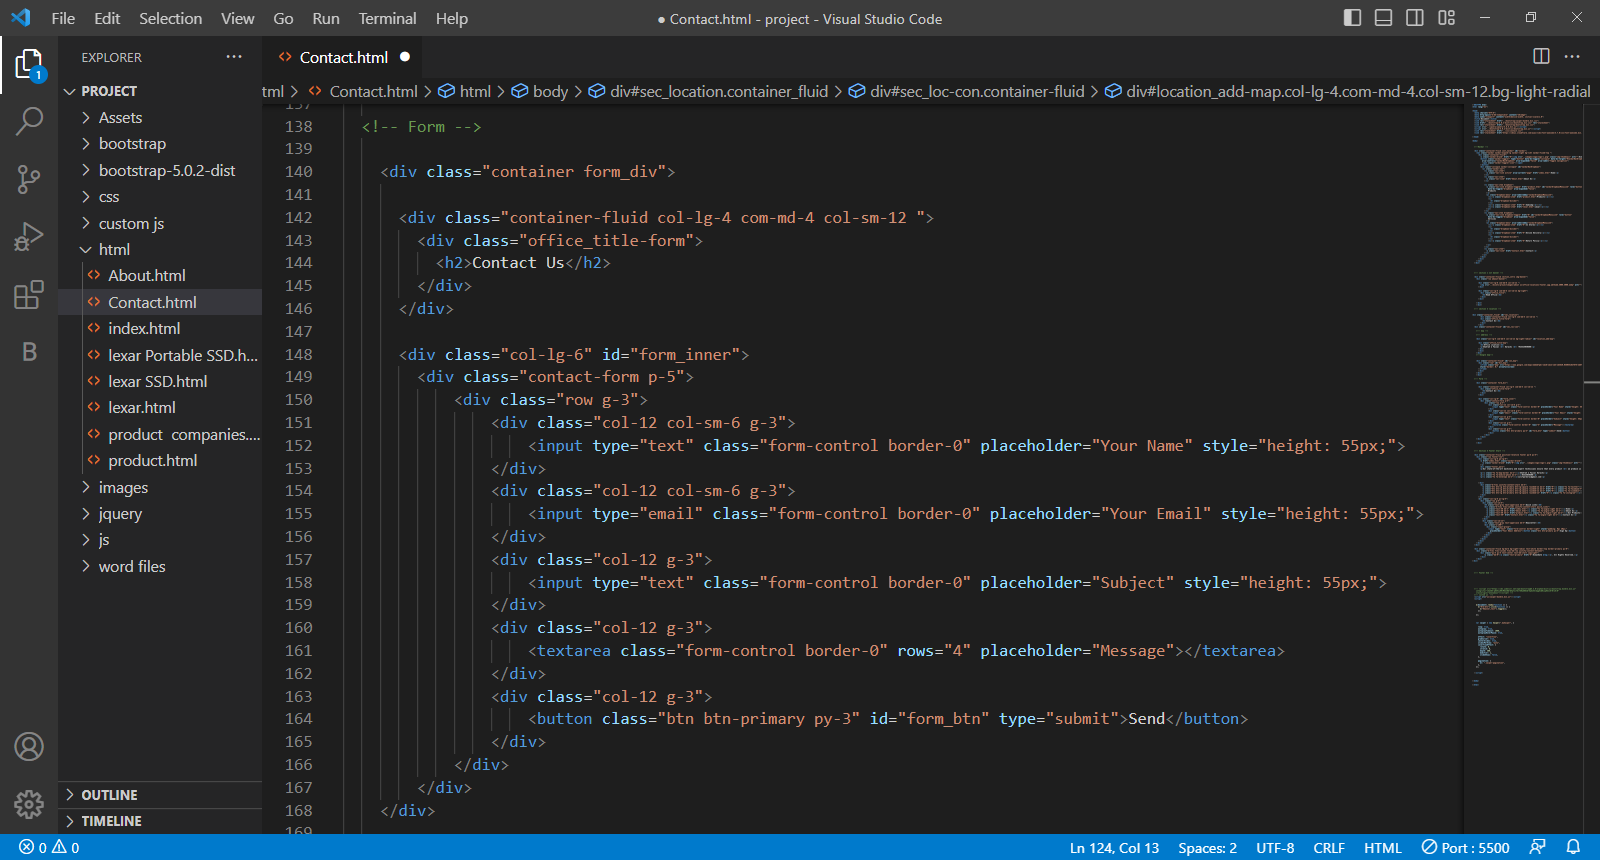 File Edit Selection View Go Run Terminal Help
● Contact.html - project - Visual Studio Code
EXPLORER
1
PROJECT
Assets
bootstrap
bootstrap-5.0.2-dist
css
custom js
html
About.html
Contact.html
index.html
lexar Portable SSD.h...
lexar SSD.html
lexar.html
product companies....
product.html
images
jquery
js
word files
OUTLINE
TIMELINE
B
Contact.html
tml > Contact.html > html > body > div#sec_location.container_fluid > div#sec_loc-con.container-fluid > div#location_add-map.col-lg-4.com-md-4.col-sm-12.bg-light-radial
137
138 <!-- Form -->
139
140 <div class="container form_div">
141
142 <div class="container-fluid col-lg-4 com-md-4 col-sm-12 ">
143 <div class="office_title-form">
144 <h2>Contact Us</h2>
145 </div>
146 </div>
147
148 <div class="col-lg-6" id="form_inner">
149 <div class="contact-form p-5">
150 <div class="row g-3">
151 <div class="col-12 col-sm-6 g-3">
152 <input type="text" class="form-control border-0" placeholder="Your Name" style="height: 55px;">
153 </div>
154 <div class="col-12 col-sm-6 g-3">
155 <input type="email" class="form-control border-0" placeholder="Your Email" style="height: 55px;">
156 </div>
157 <div class="col-12 g-3">
158 <input type="text" class="form-control border-0" placeholder="Subject" style="height: 55px;">
159 </div>
160 <div class="col-12 g-3">
161 <textarea class="form-control border-0" rows="4" placeholder="Message"></textarea>
162 </div>
163 <div class="col-12 g-3">
164 <button class="btn btn-primary py-3" id="form_btn" type="submit">Send</button>
165 </div>
166 </div>
167 </div>
168 </div>
169
0 0
Ln 124, Col 13 Spaces: 2 UTF-8 CRLF HTML Port : 5500